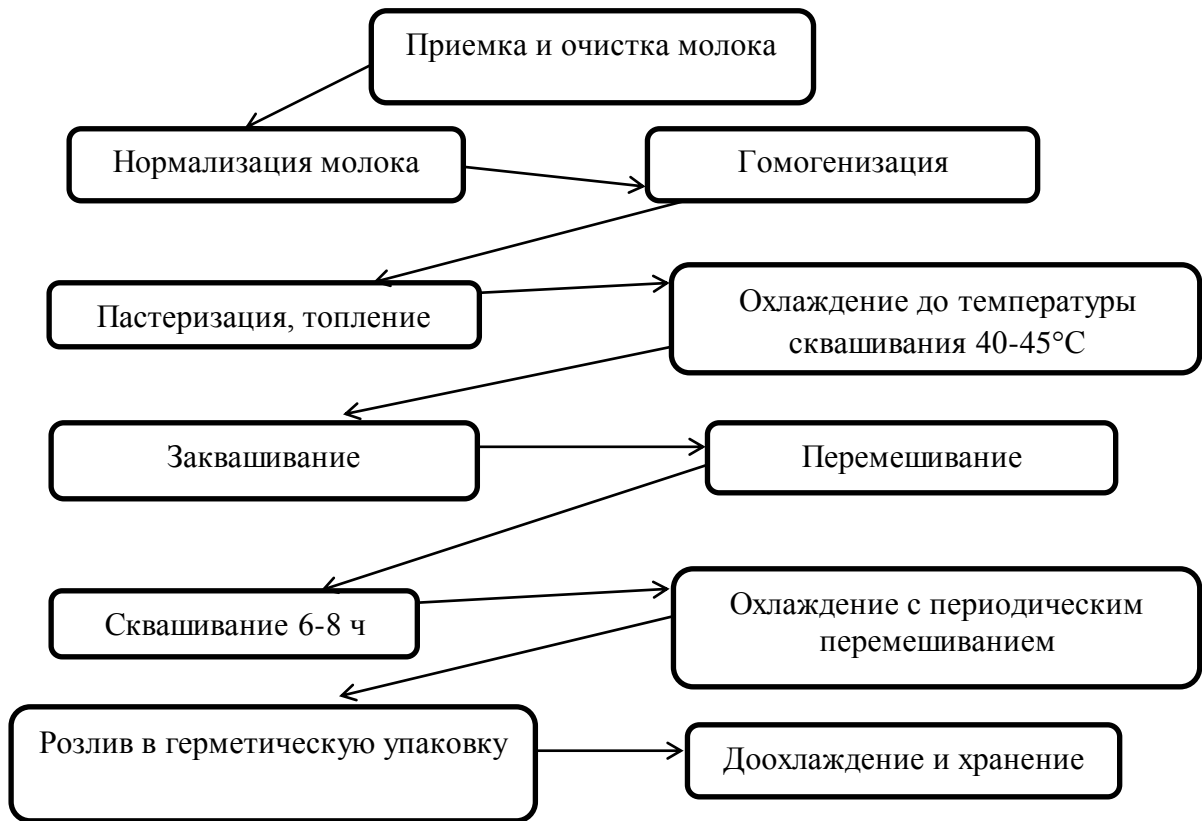 Приемка и очистка молока
Нормализация молока
Гомогенизация
Пастеризация, топление
Охлаждение до температуры
сквашивания 40-45°С
Заквашивание
Перемешивание
Сквашивание 6-8 ч
Охлаждение с периодическим
перемешиванием
Розлив в герметическую упаковку
Доохлаждение и хранение